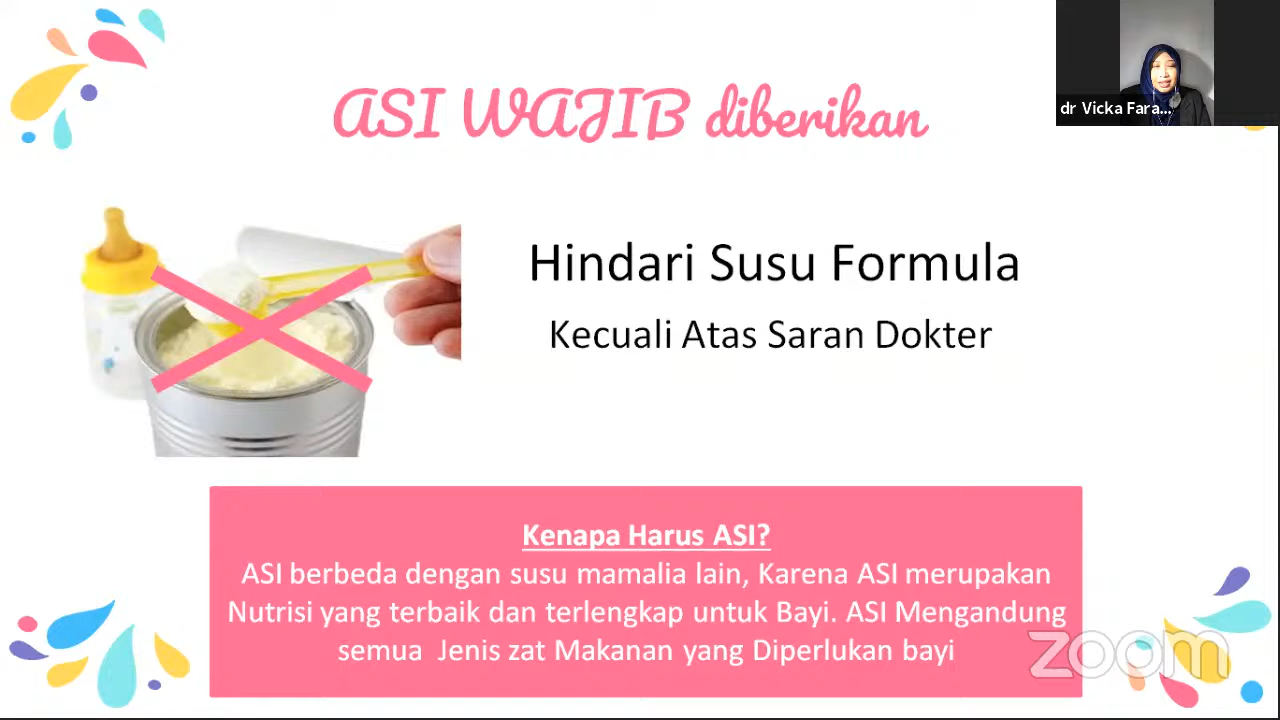 ASI WAJIB diberikan
dr Vicka Fara...
Hindari Susu Formula
Kecuali Atas Saran Dokter
Kenapa Harus ASI?
ASI berbeda dengan susu mamalia lain, Karena ASI merupakan
Nutrisi yang terbaik dan terlengkap untuk Bayi. ASI Mengandung
semua Jenis zat Makanan yang Diperlukan bayi
zoom